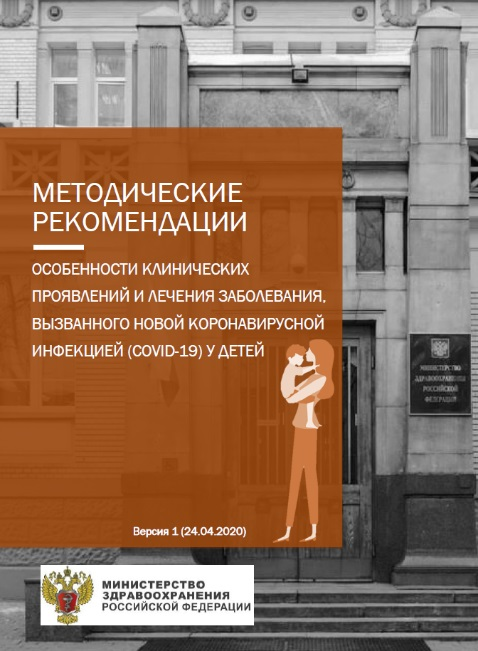 МЕТОДИЧЕСКИЕ
РЕКОМЕНДАЦИИ
ОСОБЕННОСТИ КЛИНИЧЕСКИХ
ПРОЯВЛЕНИЙ И ЛЕЧЕНИЯ ЗАБОЛЕВАНИЯ,
ВЫЗВАННОГО НОВОЙ КОРОНАВИРУСНОЙ
ИНФЕКЦИЕЙ (COVID-19) У ДЕТЕЙ
МИНИСТЕРСТВО
ЗДРАВООХРАНЕНИЯ
РОССИЙСКОЙ
ФЕДЕРАЦИИ
Версия 1 (24.04.2020)
МИНИСТЕРСТВО
ЗДРАВООХРАНЕНИЯ
РОССИЙСКОЙ ФЕДЕРАЦИИ